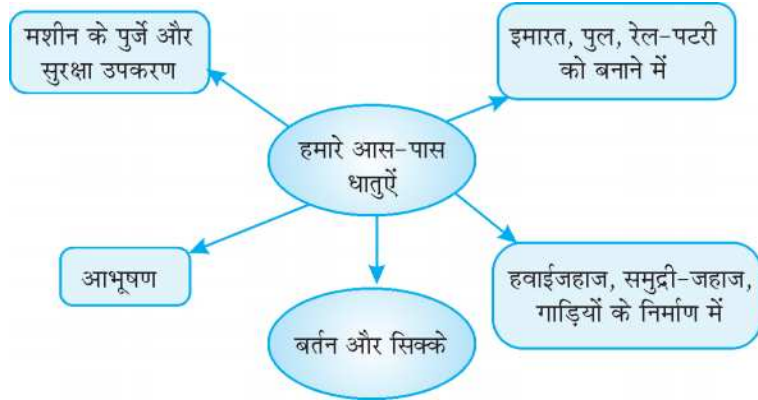 मशीन के पुर्जे और
सुरक्षा उपकरण
इमारत, पुल, रेल-पटरी
को बनाने में
हमारे आस-पास
धातुऐं
आभूषण
बर्तन और सिक्के
हवाईजहाज, समुद्री-जहाज,
गाड़ियों के निर्माण में